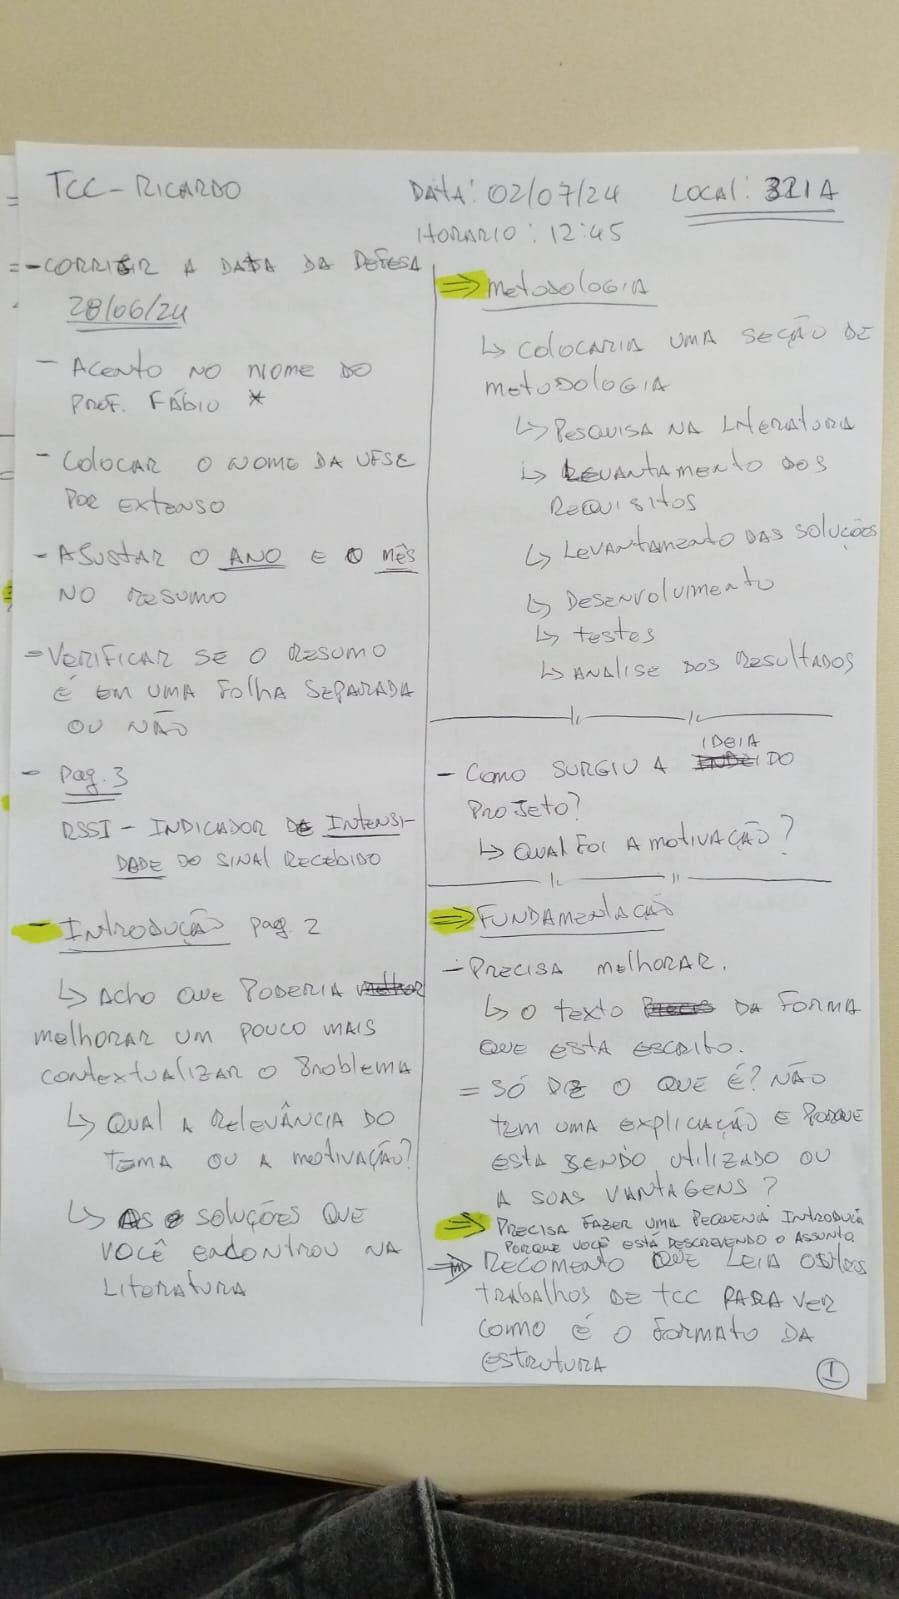 TCC - RICARDO
DATA: 02/07/24 LOCAL: 321A
HORARIO: 12:45
- CORRIGIR A DATA DA DEFESA
28/06/24
- ACENTO NO NOME DO
PROF. FÁBIO *
- COLOCAR O NOME DA UFSE
POR EXTENSO
- AJUSTAR O ANO E O MÊS
NO RESUMO
- VERIFICAR SE O RESUMO
É EM UMA FOLHA SEPARADA
OU NÃO
- Pag. 3
RSSI - INDICADOR DE INTENSI-
DADE DO SINAL RECEBIDO
- INTRODUÇÃO pag. 2
↳ ACHO QUE PODERIA
MELHORAR UM POUCO MAIS
CONTEXTUALIZAR O PROBLEMA
↳ QUAL A RELEVÂNCIA DO
TEMA OU A MOTIVAÇÃO?
↳ AS SOLUÇÕES QUE
VOCÊ ENCONTROU NA
LITERATURA
⇒ METODOLOGIA
↳ COLOCARIA UMA SEÇÃO DE
METODOLOGIA
↳ PESQUISA NA LITERATURA
↳ LEVANTAMENTO DOS
REQUISITOS
↳ LEVANTAMENTO DAS SOLUÇÕES
↳ DESENVOLVIMENTO
↳ TESTES
↳ ANALISE DOS RESULTADOS
- COMO SURGIU A IDEIA DO
PROJETO?
↳ QUAL FOI A MOTIVAÇÃO?
⇒ FUNDAMENTAÇÃO
- PRECISA MELHORAR.
↳ O TEXTO DA FORMA
QUE ESTA ESCRITO.
= SÓ DIZ O QUE É? NÃO
TEM UMA EXPLICAÇÃO E PORQUE
ESTA SENDO UTILIZADO OU
A SUAS VANTAGENS?
⇒ PRECISA FAZER UMA PEQUENA INTRODUÇÃ
PORQUE VOCÊ ESTÁ DESCREVENDO O ASSUNTO
⇒ RECOMENTO QUE LEIA OUTROS
TRABALHOS DE TCC PARA VER
COMO É O FORMATO DA
ESTRUTURA
1